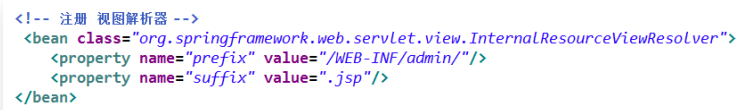 <!-- 注册 视图解析器 -->
<bean class="org.springframework.web.servlet.view.InternalResourceViewResolver">
<property name="prefix" value="/WEB-INF/admin/"/>
<property name="suffix" value=".jsp"/>
</bean>